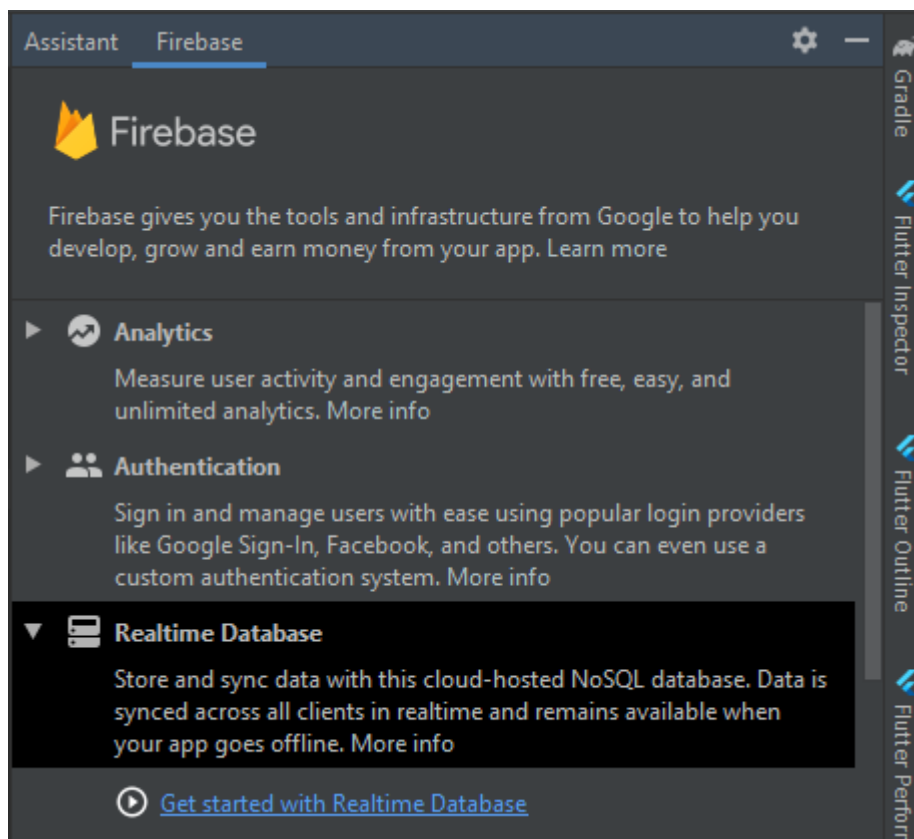 Assistant Firebase
Firebase
Firebase gives you the tools and infrastructure from Google to help you
develop, grow and earn money from your app. Learn more
Analytics
Measure user activity and engagement with free, easy, and
unlimited analytics. More info
Authentication
Sign in and manage users with ease using popular login providers
like Google Sign-In, Facebook, and others. You can even use a
custom authentication system. More info
Realtime Database
Store and sync data with this cloud-hosted NoSQL database. Data is
synced across all clients in realtime and remains available when
your app goes offline. More info
Get started with Realtime Database
Gradle
Flutter Inspector
Flutter Outline
Flutter Perfor